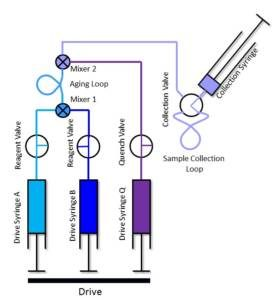 Mixer 2
Aging Loop
Mixer 1
Collection Valve
Collection Syringe
Sample Collection
Loop
Reagent Valve
Reagent Valve
Quench Valve
Drive Syringe A
Drive Syringe B
Drive Syringe Q
Drive